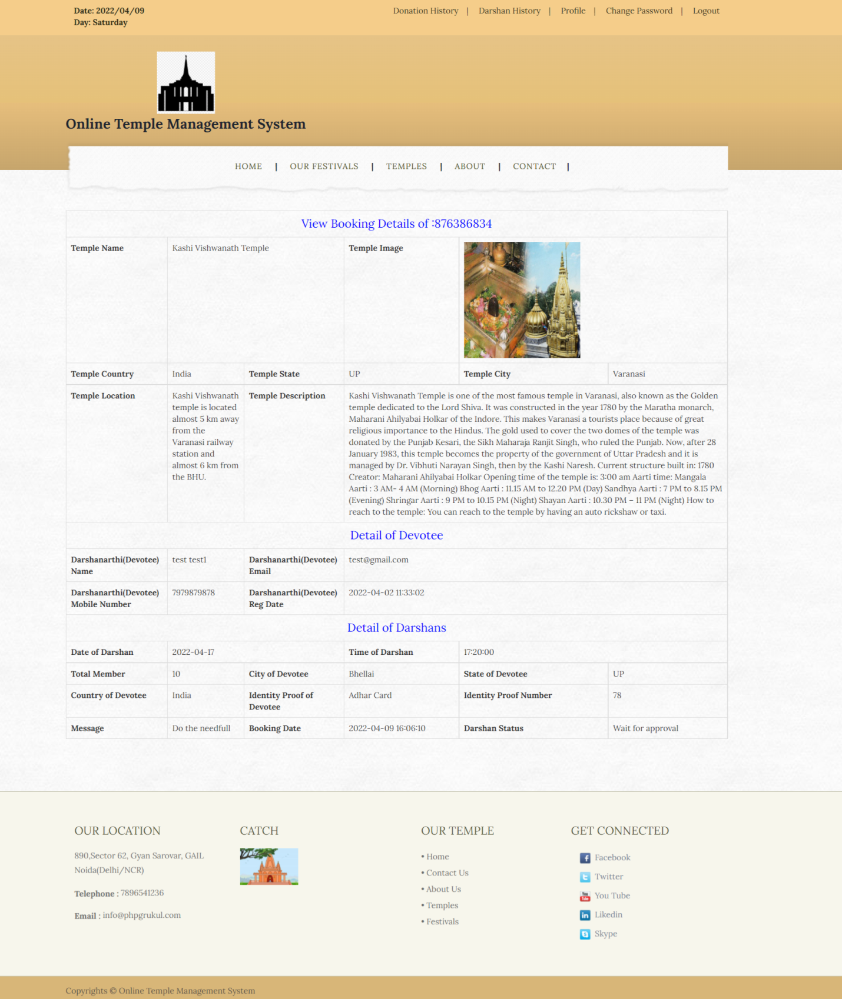 Date: 2022/04/09
Day: Saturday
Donation History | Darshan History | Profile | Change Password | Logout
Online Temple Management System
HOME | OUR FESTIVALS | TEMPLES | ABOUT | CONTACT |
View Booking Details of :876386834
Temple Name Kashi Vishwanath Temple Temple Image
Temple Country India Temple State UP Temple City Varanasi
Temple Location
Kashi Vishwanath
temple is located
almost 5 km away
from the
Varanasi railway
station and
almost 6 km from
the BHU.
Temple Description
Kashi Vishwanath Temple is one of the most famous temple in Varanasi, also known as the Golden
temple dedicated to the Lord Shiva. It was constructed in the year 1780 by the Maratha monarch,
Maharani Ahilyabai Holkar of the Indore. This makes Varanasi a tourists place because of great
religious importance to the Hindus. The gold used to cover the two domes of the temple was
donated by the Punjab Kesari, the Sikh Maharaja Ranjit Singh, who ruled the Punjab. Now, after 28
January 1983, this temple becomes the property of the government of Uttar Pradesh and it is
managed by Dr. Vibhuti Narayan Singh, then by the Kashi Naresh. Current structure built in: 1780
Creator: Maharani Ahilyabai Holkar Opening time of the temple is: 3:00 am Aarti time: Mangala
Aarti : 3 AM- 4 AM (Morning) Bhog Aarti : 11.15 AM to 12.20 PM (Day) Sandhya Aarti : 7 PM to 8.15 PM
(Evening) Shringar Aarti : 9 PM to 10.15 PM (Night) Shayan Aarti : 10.30 PM – 11 PM (Night) How to
reach to the temple: You can reach to the temple by having an auto rickshaw or taxi.
Detail of Devotee
Darshanarthi(Devotee)
Name
test test1
Darshanarthi(Devotee)
Email
test@gmail.com
Darshanarthi(Devotee)
Mobile Number
7979879878
Darshanarthi(Devotee)
Reg Date
2022-04-02 11:33:02
Detail of Darshans
Date of Darshan 2022-04-17 Time of Darshan 17:20:00
Total Member 10 City of Devotee Bhellai State of Devotee UP
Country of Devotee India
Identity Proof of
Devotee
Adhar Card Identity Proof Number 78
Message Do the needfull Booking Date 2022-04-09 16:06:10 Darshan Status Wait for approval
OUR LOCATION
890,Sector 62, Gyan Sarovar, GAIL
Noida(Delhi/NCR)
Telephone : 7896541236
Email : info@phpgrukul.com
CATCH
OUR TEMPLE
• Home
• Contact Us
• About Us
• Temples
• Festivals
GET CONNECTED
Facebook
Twitter
You Tube
Likedin
Skype
Copyrights © Online Temple Management System